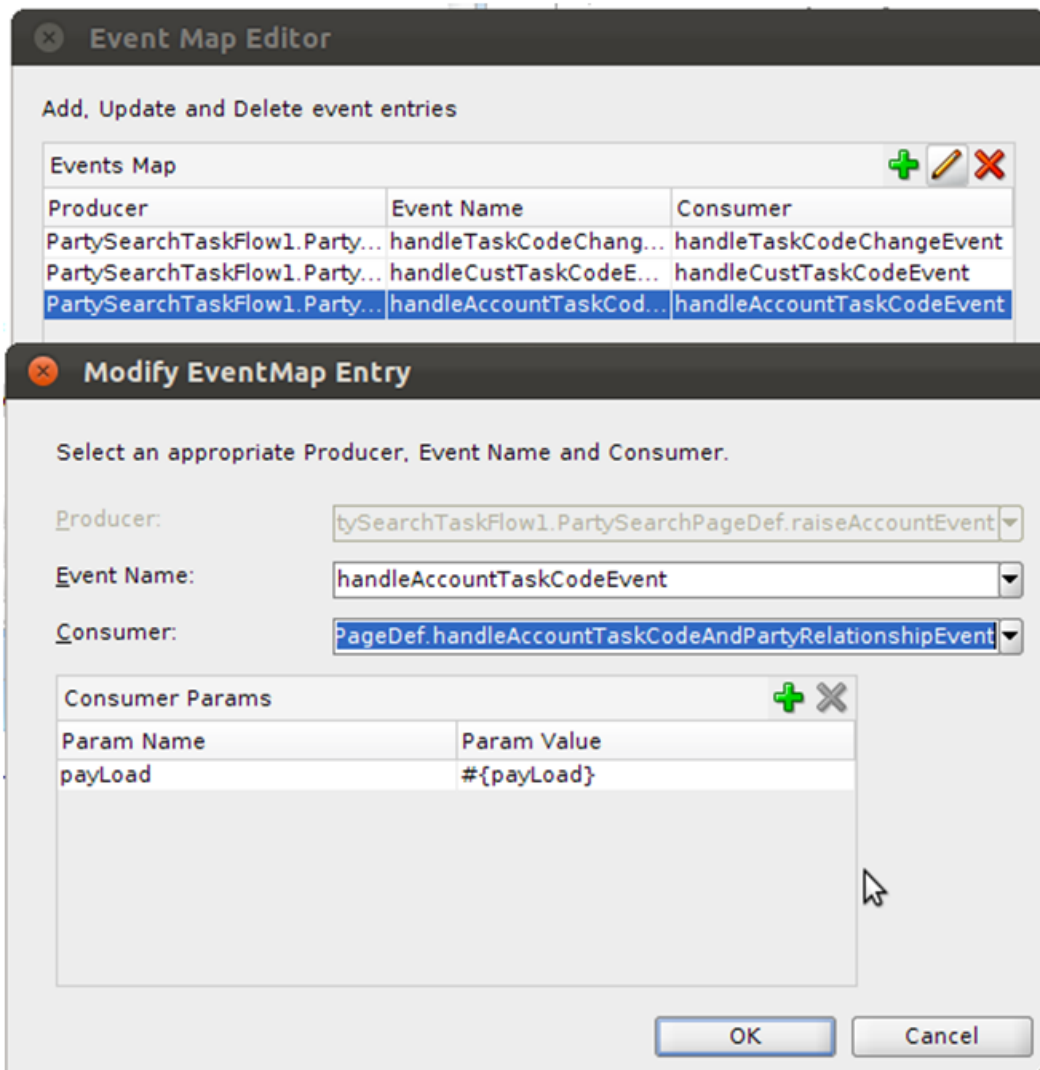 Event Map Editor
Add, Update and Delete event entries
Events Map
Producer Event Name Consumer
PartySearchTaskFlow1.Party... handleTaskCodeChang... handleTaskCodeChangeEvent
PartySearchTaskFlow1.Party... handleCustTaskCodeE... handleCustTaskCodeEvent
PartySearchTaskFlow1.Party... handleAccountTaskCod... handleAccountTaskCodeEvent
Modify EventMap Entry
Select an appropriate Producer, Event Name and Consumer.
Producer: tySearchTaskFlow1.PartySearchPageDef.raiseAccountEvent
Event Name: handleAccountTaskCodeEvent
Consumer: PageDef.handleAccountTaskCodeAndPartyRelationshipEvent
Consumer Params
Param Name Param Value
payLoad #{payLoad}
OK Cancel